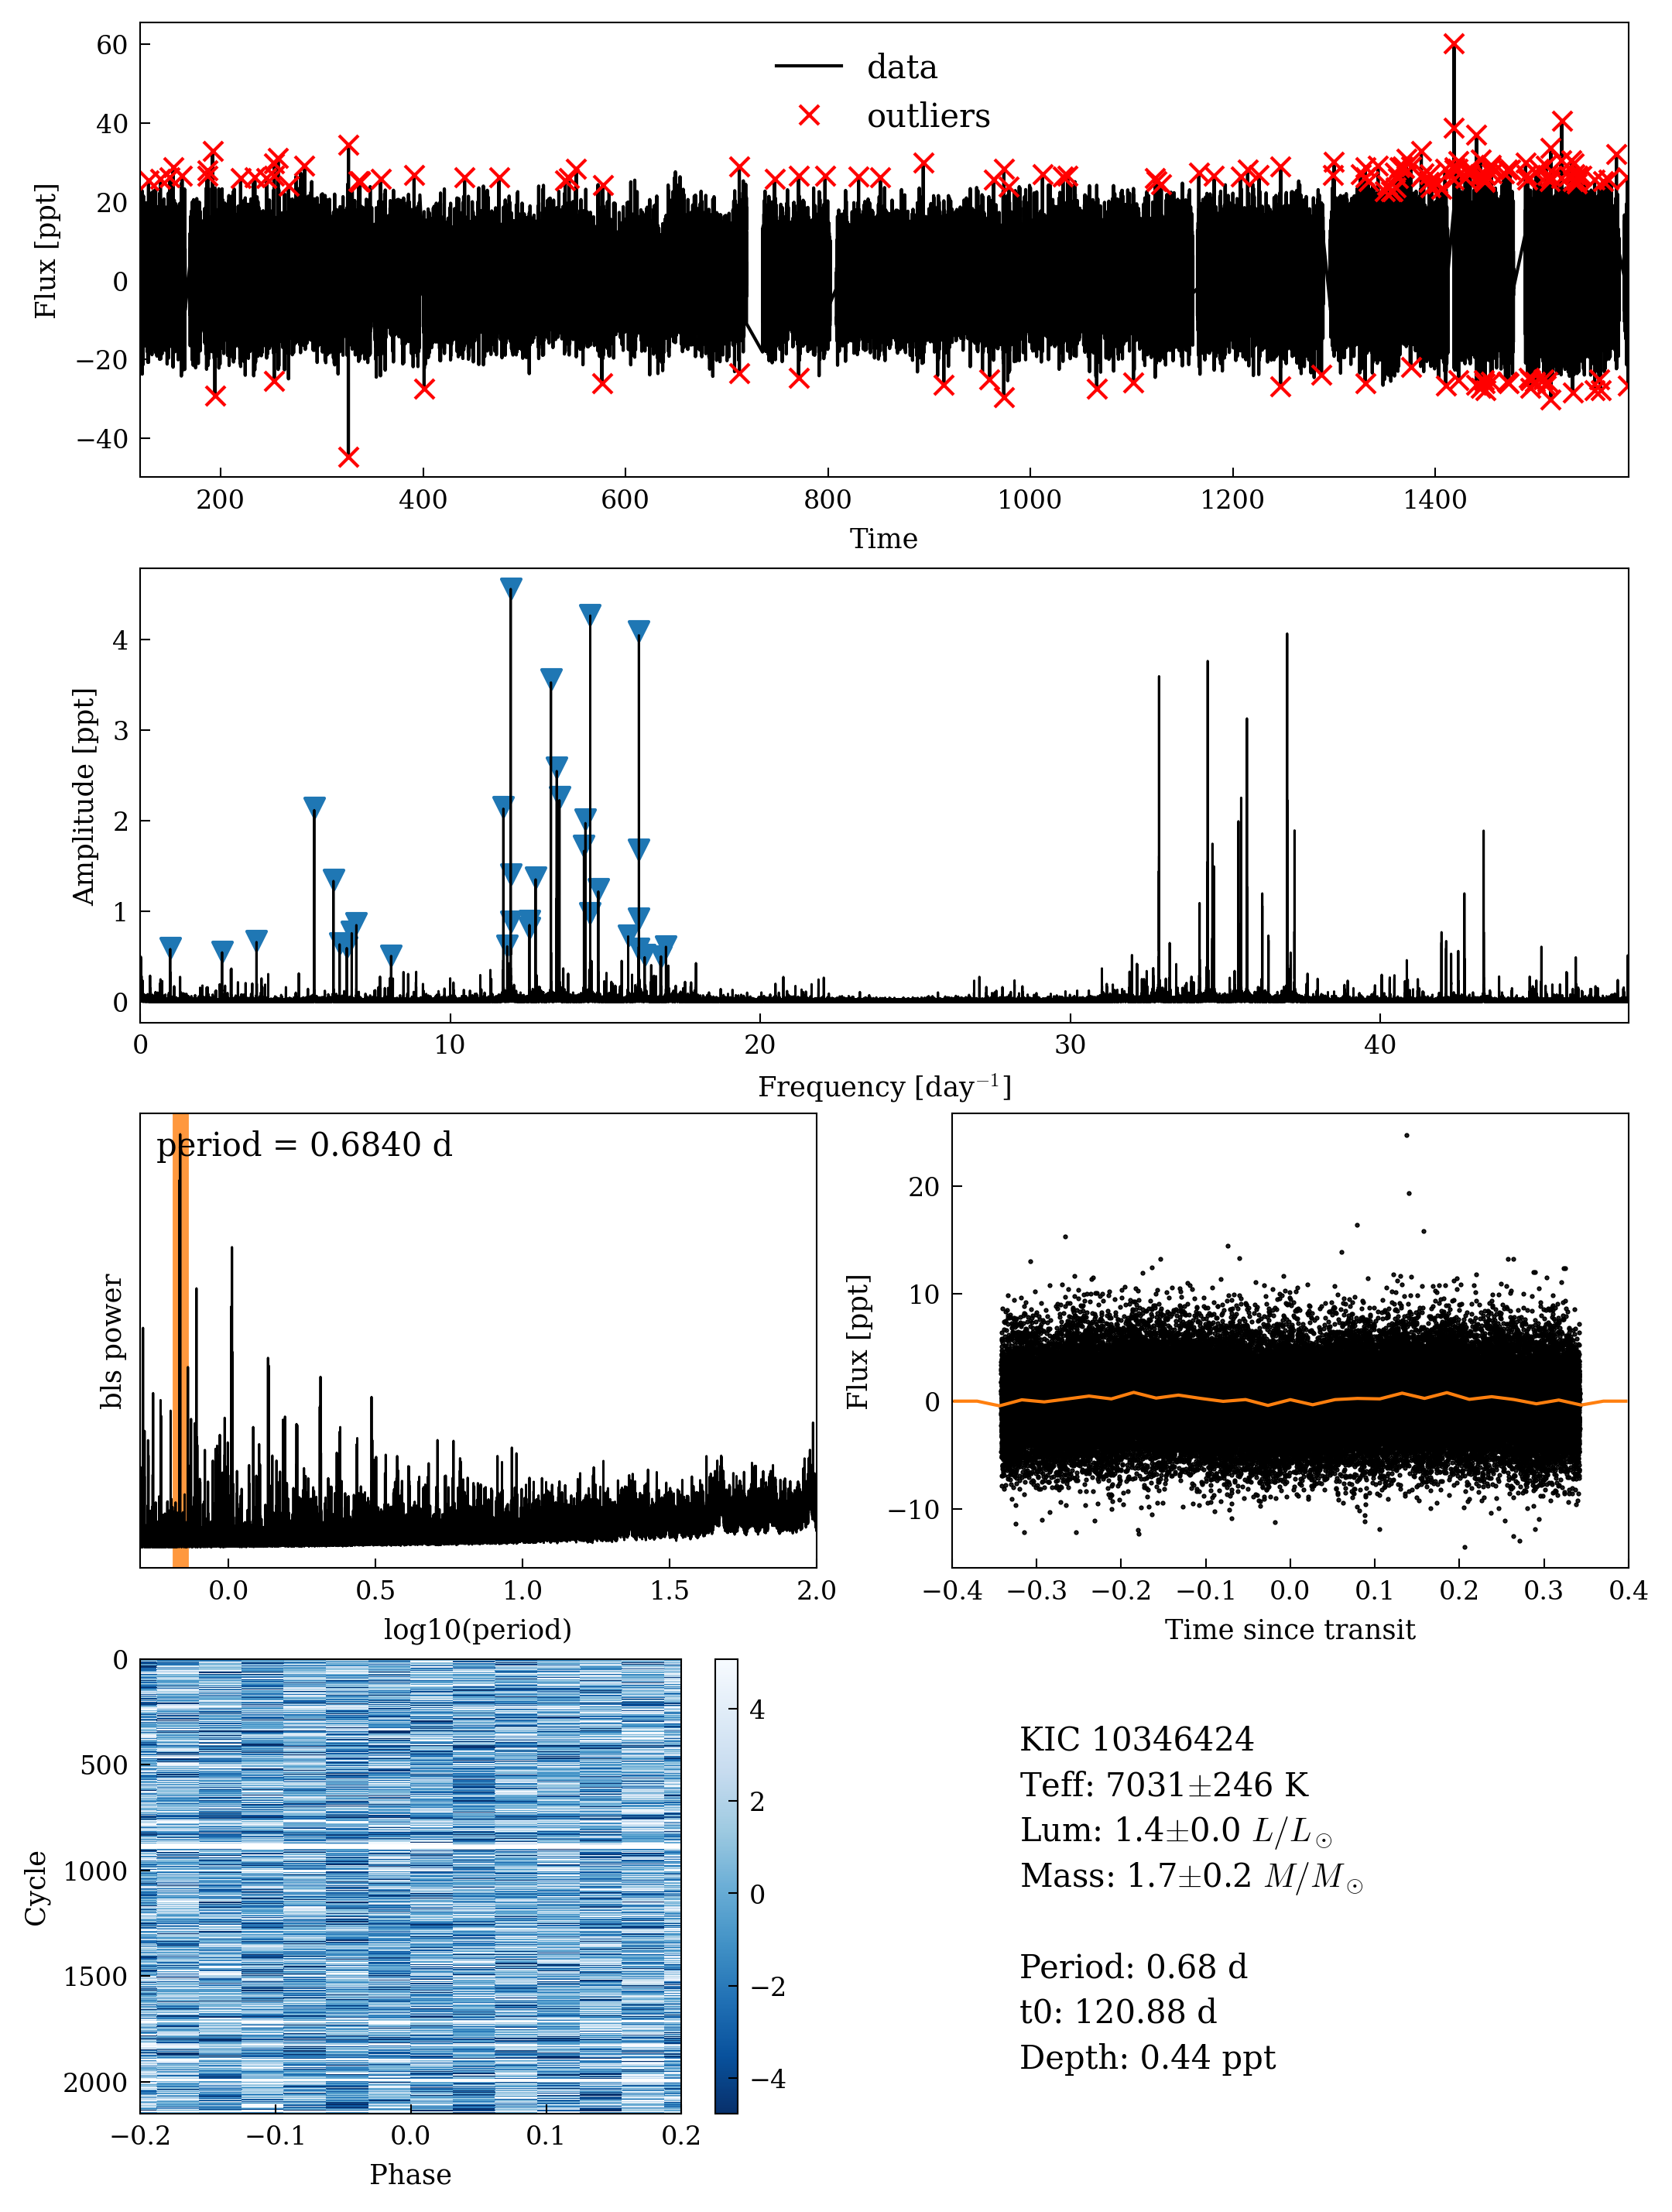 60
40
20
0
−20
−40
Flux [ppt]
data
outliers
200 400 600 800 1000 1200 1400
Time
4
3
2
1
0
Amplitude [ppt]
0 10 20 30 40
Frequency [day⁻¹]
period = 0.6840 d
bls power
0.0 0.5 1.0 1.5 2.0
log10(period)
20
10
0
−10
Flux [ppt]
−0.4 −0.3 −0.2 −0.1 0.0 0.1 0.2 0.3 0.4
Time since transit
0
500
1000
1500
2000
Cycle
−0.2 −0.1 0.0 0.1 0.2
Phase
4
2
0
−2
−4
KIC 10346424
Teff: 7031±246 K
Lum: 1.4±0.0 L/L⊙
Mass: 1.7±0.2 M/M⊙
Period: 0.68 d
t0: 120.88 d
Depth: 0.44 ppt